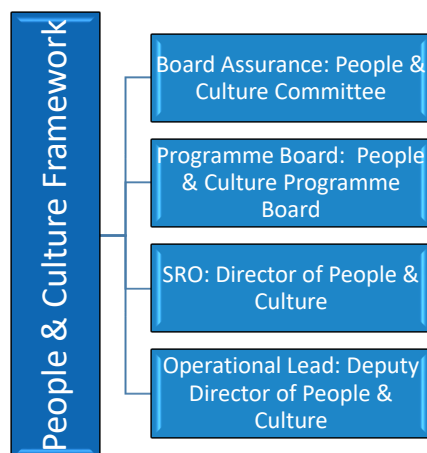 People & Culture Framework
Board Assurance: People &
Culture Committee
Programme Board:  People
& Culture Programme
Board
SRO: Director of People &
Culture
Operational Lead: Deputy
Director of People &
Culture